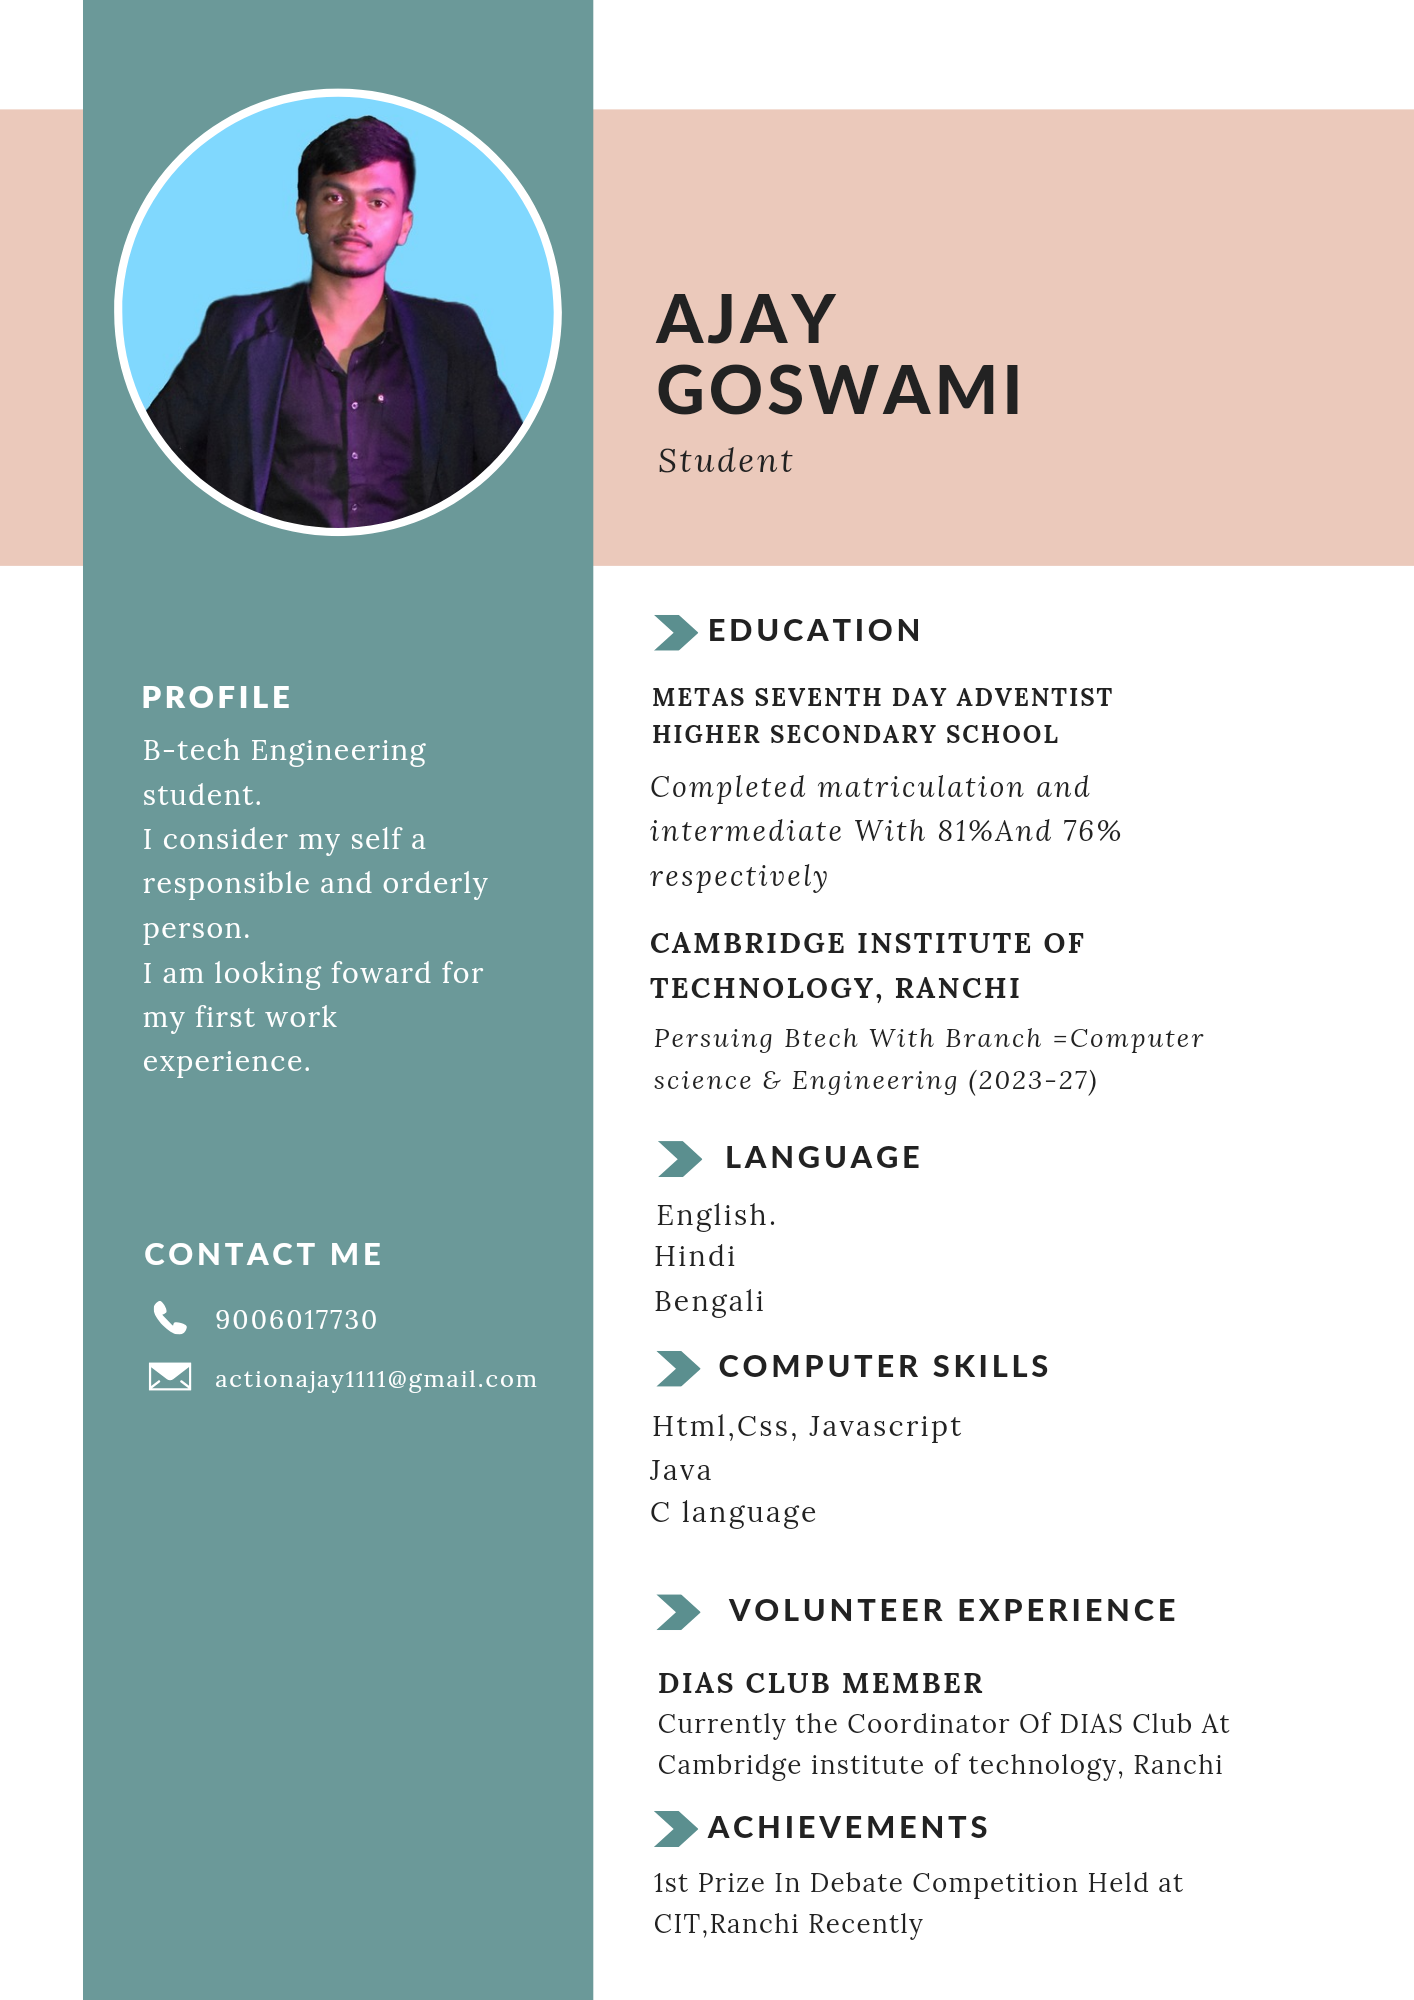 AJAY
GOSWAMI
Student
PROFILE
B-tech Engineering
student.
I consider my self a
responsible and orderly
person.
I am looking foward for
my first work
experience.
CONTACT ME
9006017730
actionajay1111@gmail.com
EDUCATION
METAS SEVENTH DAY ADVENTIST
HIGHER SECONDARY SCHOOL
Completed matriculation and
intermediate With 81%And 76%
respectively
CAMBRIDGE INSTITUTE OF
TECHNOLOGY, RANCHI
Persuing Btech With Branch =Computer
science & Engineering (2023-27)
LANGUAGE
English.
Hindi
Bengali
COMPUTER SKILLS
Html,Css, Javascript
Java
C language
VOLUNTEER EXPERIENCE
DIAS CLUB MEMBER
Currently the Coordinator Of DIAS Club At
Cambridge institute of technology, Ranchi
ACHIEVEMENTS
1st Prize In Debate Competition Held at
CIT,Ranchi Recently